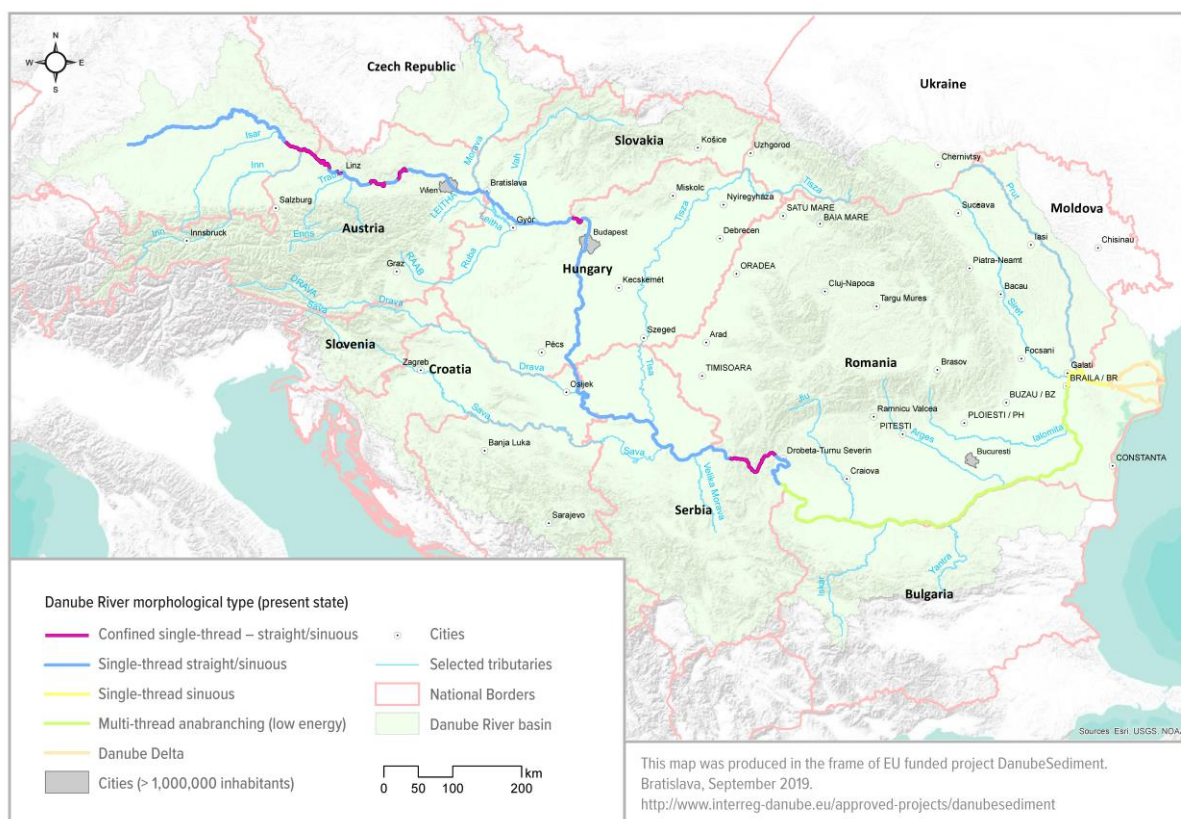 N
W E
S
Czech Republic
Ukraine
Slovakia
Košice
Uzhgorod
Chernivtsy
Isar
Linz
Morava
Vah
Inn
Traun
Wien
Bratislava
Miskolc
Tisza
Tisza
Nyiregyháza
SATU MARE
BAIA MARE
Suceava
Prut
Moldova
Salzburg
LEITHA
Leitha
Győr
Budapest
Debrecen
Iasi
Chisinau
Inn
Innsbruck
Enns
Austria
Ruba
Hungary
ORADEA
Piatra-Neamt
Graz
RAAB
Kecskemét
Cluj-Napoca
Bacau
Targu Mures
Siret
DRAVA
Drava
Sava
Szeged
Arad
Slovenia
Pécs
Romania
Focsani
Zagreb
Croatia
Drava
Tisa
TIMISOARA
Brasov
Galati
BRAILA / BR
Osijek
Jiu
BUZAU / BZ
Sava
Ramnicu Valcea
PLOIESTI / PH
PITESTI
Arges
Ialomita
Banja Luka
Sava
Drobeta-Turnu Severin
Bucuresti
CONSTANTA
Velika Morava
Craiova
Serbia
Sarajevo
Iskar
Yantra
Bulgaria
Danube River morphological type (present state)
Confined single-thread – straight/sinuous
Cities
Single-thread straight/sinuous
Selected tributaries
Single-thread sinuous
National Borders
Multi-thread anabranching (low energy)
Danube River basin
Danube Delta
Cities (> 1,000,000 inhabitants)
km
0 50 100 200
Sources: Esri, USGS, NOAA
This map was produced in the frame of EU funded project DanubeSediment.
Bratislava, September 2019.
http://www.interreg-danube.eu/approved-projects/danubesediment